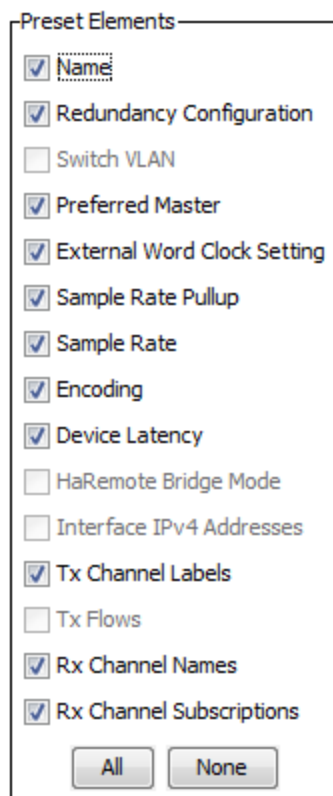 Preset Elements
Name
Redundancy Configuration
Switch VLAN
Preferred Master
External Word Clock Setting
Sample Rate Pullup
Sample Rate
Encoding
Device Latency
HaRemote Bridge Mode
Interface IPv4 Addresses
Tx Channel Labels
Tx Flows
Rx Channel Names
Rx Channel Subscriptions
All None